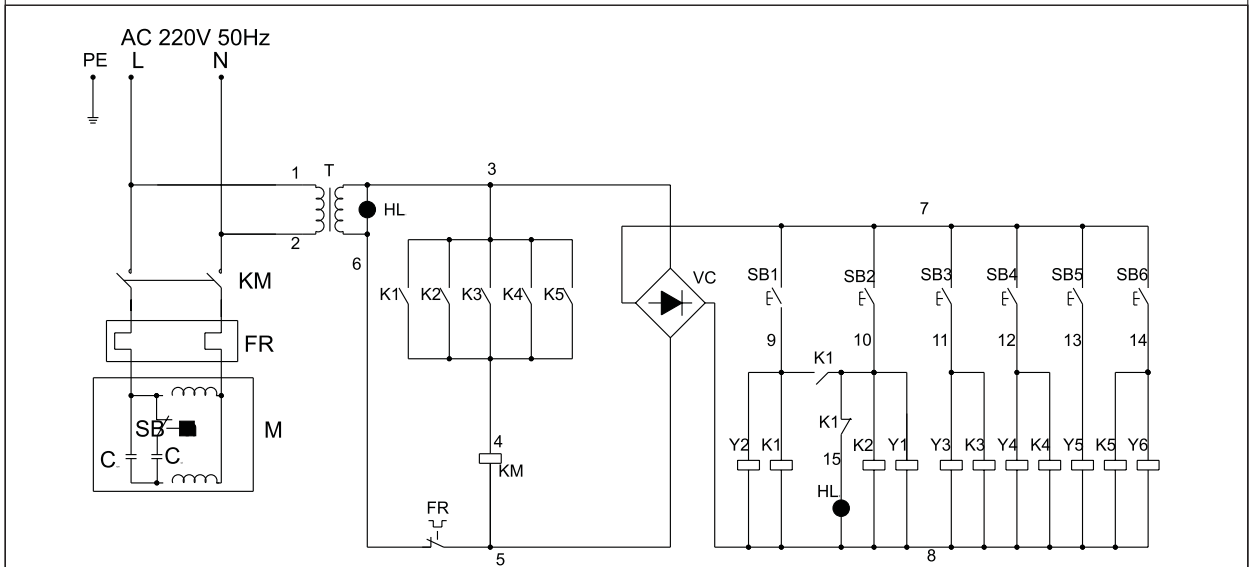 AC 220V 50Hz
PE L N
1 T 3
HL
2
6
7
KM
K1 K2 K3 K4 K5
VC
SB1 SB2 SB3 SB4 SB5 SB6
FR
9 10 11 12 13 14
K1
SB M
K1
C C
4
KM
Y2 K1 15 K2 Y1 Y3 K3 Y4 K4 Y5 K5 Y6
HL
FR
5
8